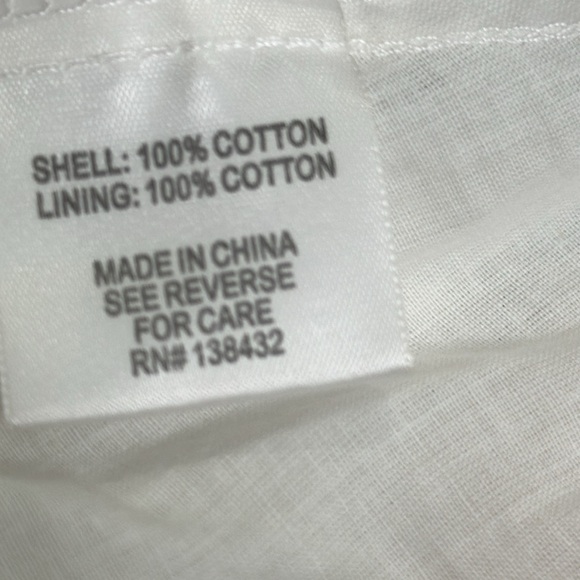 SHELL: 100% COTTON
LINING: 100% COTTON
MADE IN CHINA
SEE REVERSE
FOR CARE
RN# 138432